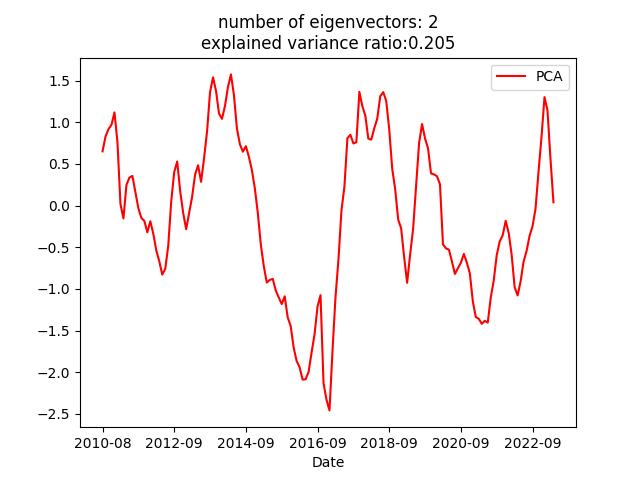 number of eigenvectors: 2
explained variance ratio:0.205
PCA
1.5
1.0
0.5
0.0
−0.5
−1.0
−1.5
−2.0
−2.5
2010-08 2012-09 2014-09 2016-09 2018-09 2020-09 2022-09
Date